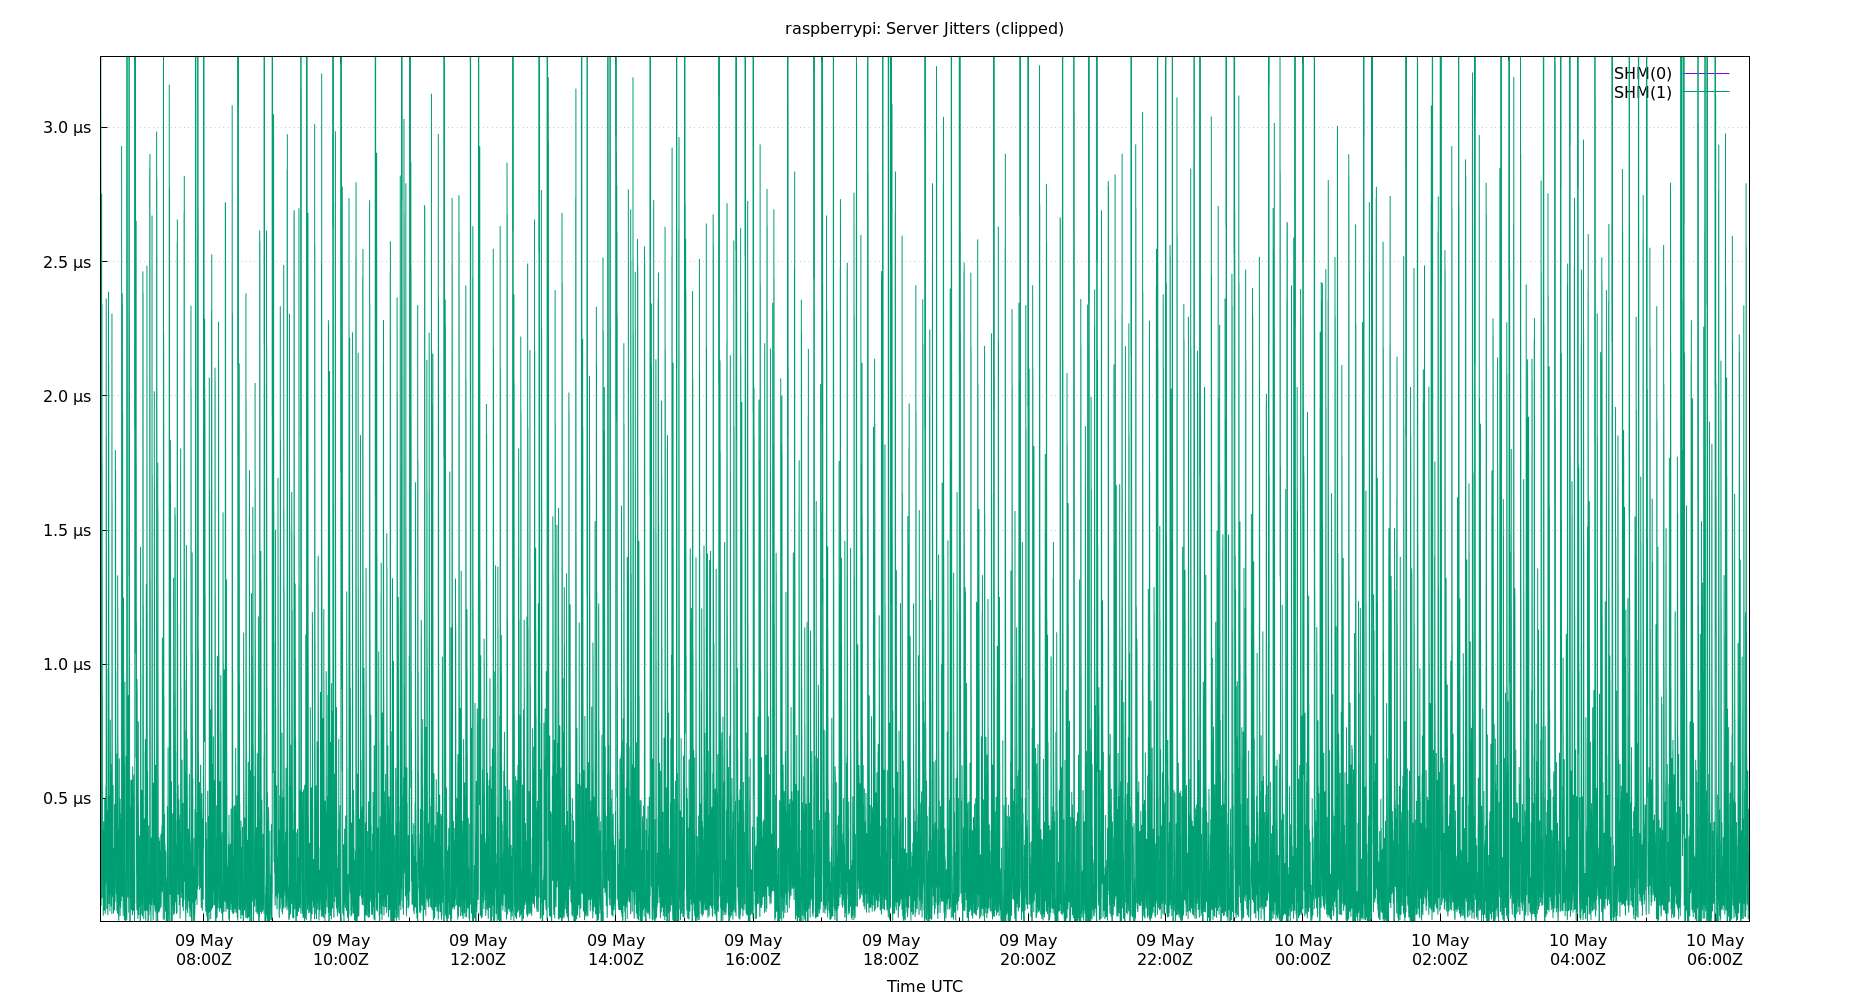 raspberrypi: Server Jitters (clipped)
SHM(0)
SHM(1)
3.0 µs
2.5 µs
2.0 µs
1.5 µs
1.0 µs
0.5 µs
09 May 09 May 09 May 09 May 09 May 09 May 09 May 09 May 10 May 10 May 10 May 10 May
08:00Z 10:00Z 12:00Z 14:00Z 16:00Z 18:00Z 20:00Z 22:00Z 00:00Z 02:00Z 04:00Z 06:00Z
Time UTC